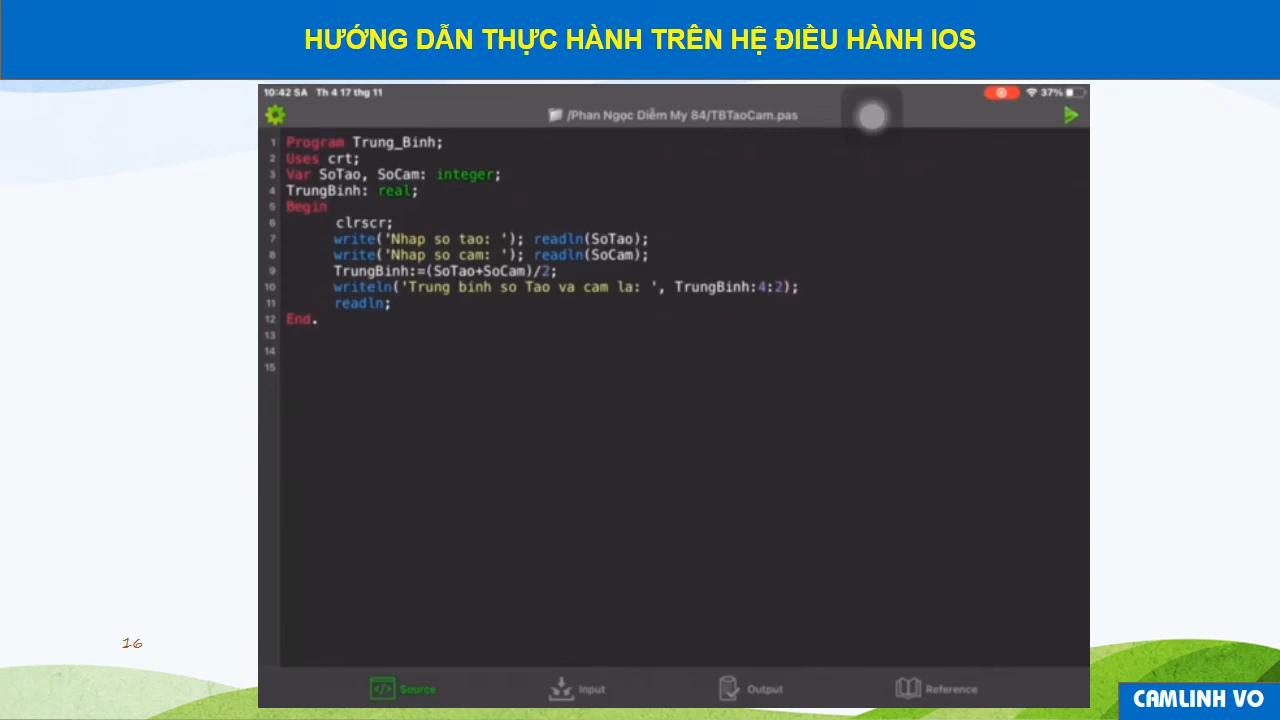 HƯỚNG DẪN THỰC HÀNH TRÊN HỆ ĐIỀU HÀNH IOS
10:42 SA Th 4 17 thg 11
37%
/Phan Ngọc Diễm My 84/TBTaoCam.pas
1 Program Trung_Binh;
2 Uses crt;
3 Var SoTao, SoCam: integer;
4 TrungBinh: real;
5 Begin
6 clrscr;
7 write('Nhap so tao: '); readln(SoTao);
8 write('Nhap so cam: '); readln(SoCam);
9 TrungBinh:=(SoTao+SoCam)/2;
10 writeln('Trung binh so Tao va cam la: ', TrungBinh:4:2);
11 readln;
12 End.
13
14
15
16
Source Input Output Reference
CAMLINH VO